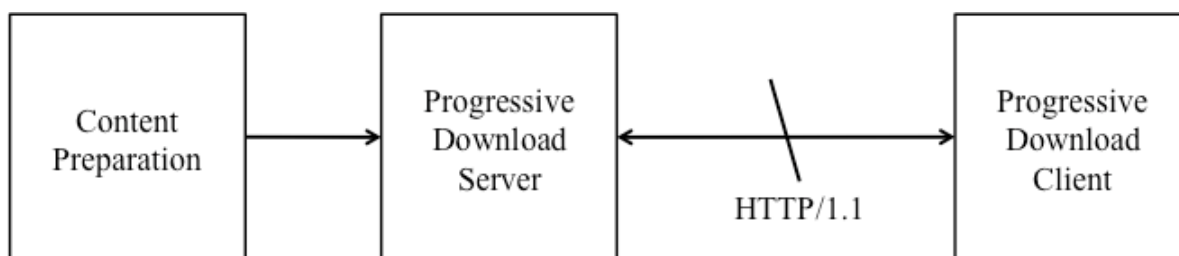 Content
Preparation
Progressive
Download
Server
HTTP/1.1
Progressive
Download
Client